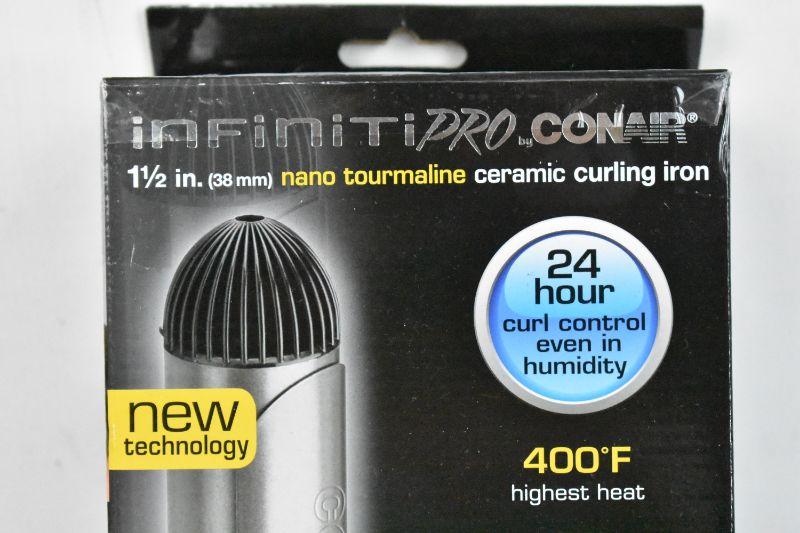 infinitiPRO by CONAIR®
1½ in. (38 mm) nano tourmaline ceramic curling iron
24
hour
curl control
even in
humidity
new
technology
400°F
highest heat